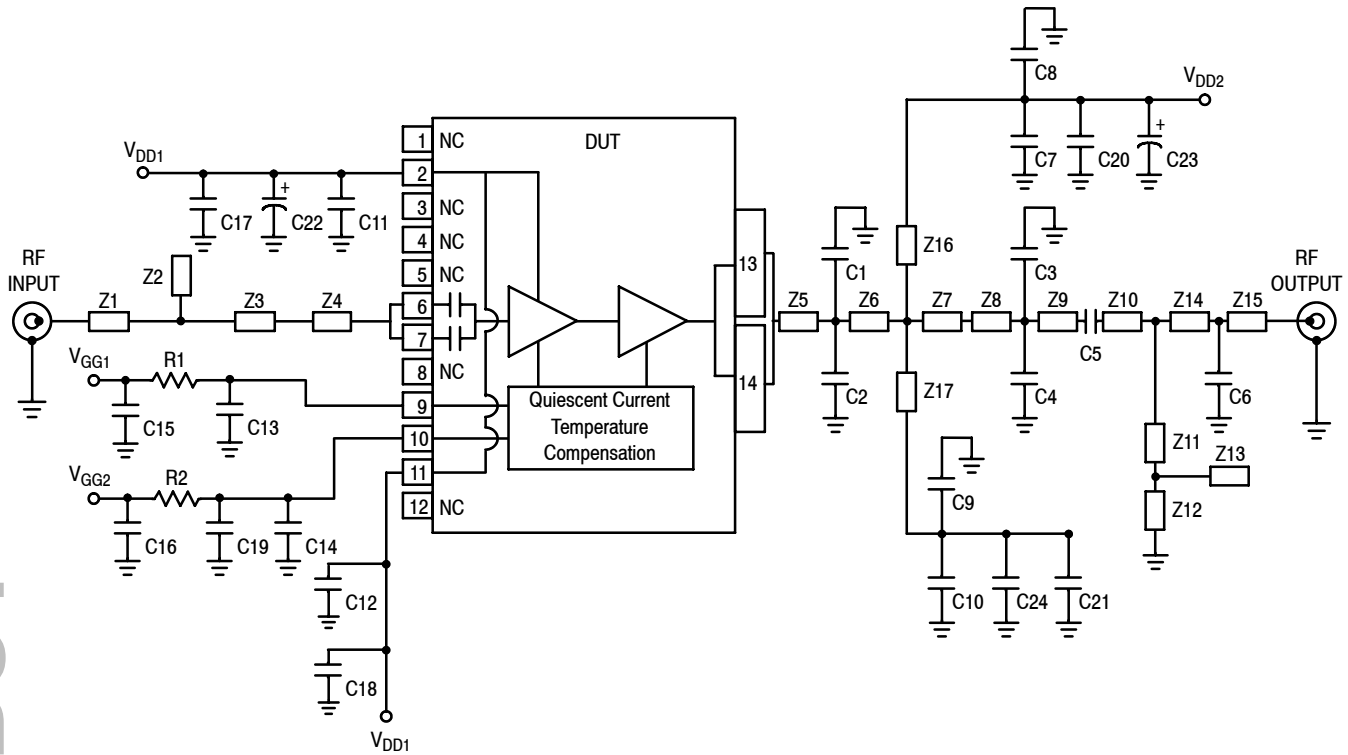 C8
VDD2
DUT
1 NC
VDD1
2
C7
C20
+
C23
3 NC
+
C17
C22
C11
4 NC
RF
INPUT
Z2
5 NC
13
C1
Z16
C3
RF
OUTPUT
Z1
Z3
Z4
6
Z5
Z6
Z7
Z8
Z9
Z10
Z14
Z15
7
C5
VGG1
R1
8 NC
14
C2
Z17
C4
C6
9
Quiescent Current
Temperature
Compensation
C15
C13
10
Z11
Z13
VGG2
R2
11
C9
Z12
12 NC
C16
C19
C14
C12
C10
C24
C21
C18
VDD1